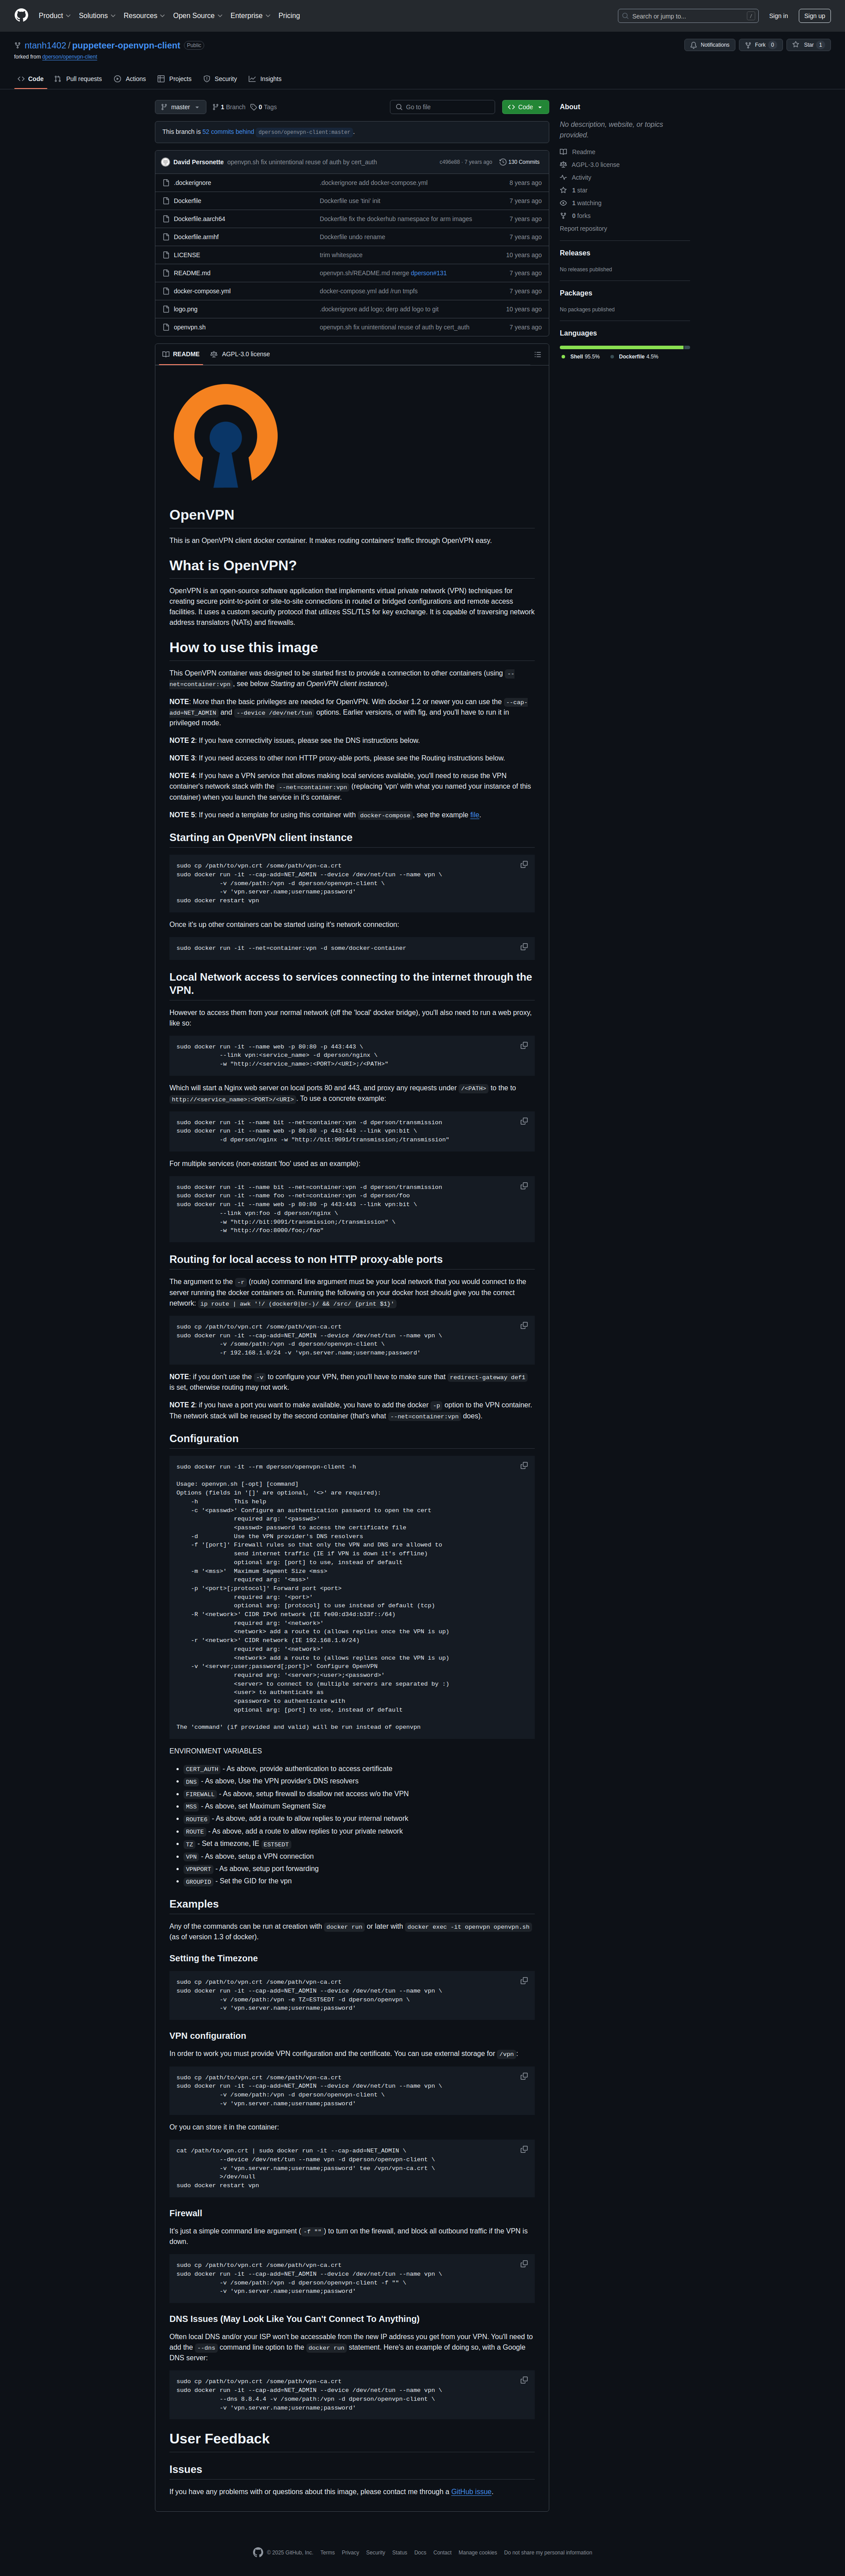 Product Solutions Resources Open Source Enterprise Pricing Search or jump to... / Sign in Sign up
ntanh1402 / puppeteer-openvpn-client Public Notifications Fork 0 Star 1
forked from dperson/openvpn-client
Code Pull requests Actions Projects Security Insights
master 1 Branch 0 Tags Go to file Code
This branch is 52 commits behind dperson/openvpn-client:master.
David Personette openvpn.sh fix unintentional reuse of auth by cert_auth c496e88 · 7 years ago 130 Commits
.dockerignore .dockerignore add docker-compose.yml 8 years ago
Dockerfile Dockerfile use 'tini' init 7 years ago
Dockerfile.aarch64 Dockerfile fix the dockerhub namespace for arm images 7 years ago
Dockerfile.armhf Dockerfile undo rename 7 years ago
LICENSE trim whitespace 10 years ago
README.md openvpn.sh/README.md merge dperson#131 7 years ago
docker-compose.yml docker-compose.yml add /run tmpfs 7 years ago
logo.png .dockerignore add logo; derp add logo to git 10 years ago
openvpn.sh openvpn.sh fix unintentional reuse of auth by cert_auth 7 years ago
About
No description, website, or topics
provided.
Readme
AGPL-3.0 license
Activity
1 star
1 watching
0 forks
Report repository
Releases
No releases published
Packages
No packages published
Languages
Shell 95.5% Dockerfile 4.5%
README AGPL-3.0 license
OpenVPN
This is an OpenVPN client docker container. It makes routing containers' traffic through OpenVPN easy.
What is OpenVPN?
OpenVPN is an open-source software application that implements virtual private network (VPN) techniques for
creating secure point-to-point or site-to-site connections in routed or bridged configurations and remote access
facilities. It uses a custom security protocol that utilizes SSL/TLS for key exchange. It is capable of traversing network
address translators (NATs) and firewalls.
How to use this image
This OpenVPN container was designed to be started first to provide a connection to other containers (using --
net=container:vpn, see below Starting an OpenVPN client instance).
NOTE: More than the basic privileges are needed for OpenVPN. With docker 1.2 or newer you can use the --cap-
add=NET_ADMIN and --device /dev/net/tun options. Earlier versions, or with fig, and you'll have to run it in
privileged mode.
NOTE 2: If you have connectivity issues, please see the DNS instructions below.
NOTE 3: If you need access to other non HTTP proxy-able ports, please see the Routing instructions below.
NOTE 4: If you have a VPN service that allows making local services available, you'll need to reuse the VPN
container's network stack with the --net=container:vpn (replacing 'vpn' with what you named your instance of this
container) when you launch the service in it's container.
NOTE 5: If you need a template for using this container with docker-compose, see the example file.
Starting an OpenVPN client instance
sudo cp /path/to/vpn.crt /some/path/vpn-ca.crt
sudo docker run -it --cap-add=NET_ADMIN --device /dev/net/tun --name vpn \
-v /some/path:/vpn -d dperson/openvpn-client \
-v 'vpn.server.name;username;password'
sudo docker restart vpn
Once it's up other containers can be started using it's network connection:
sudo docker run -it --net=container:vpn -d some/docker-container
Local Network access to services connecting to the internet through the
VPN.
However to access them from your normal network (off the 'local' docker bridge), you'll also need to run a web proxy,
like so:
sudo docker run -it --name web -p 80:80 -p 443:443 \
--link vpn:<service_name> -d dperson/nginx \
-w "http://<service_name>:<PORT>/<URI>;/<PATH>"
Which will start a Nginx web server on local ports 80 and 443, and proxy any requests under /<PATH> to the to
http://<service_name>:<PORT>/<URI>. To use a concrete example:
sudo docker run -it --name bit --net=container:vpn -d dperson/transmission
sudo docker run -it --name web -p 80:80 -p 443:443 --link vpn:bit \
-d dperson/nginx -w "http://bit:9091/transmission;/transmission"
For multiple services (non-existant 'foo' used as an example):
sudo docker run -it --name bit --net=container:vpn -d dperson/transmission
sudo docker run -it --name foo --net=container:vpn -d dperson/foo
sudo docker run -it --name web -p 80:80 -p 443:443 --link vpn:bit \
--link vpn:foo -d dperson/nginx \
-w "http://bit:9091/transmission;/transmission" \
-w "http://foo:8000/foo;/foo"
Routing for local access to non HTTP proxy-able ports
The argument to the -r (route) command line argument must be your local network that you would connect to the
server running the docker containers on. Running the following on your docker host should give you the correct
network: ip route | awk '!/ (docker0|br-)/ && /src/ {print $1}'
sudo cp /path/to/vpn.crt /some/path/vpn-ca.crt
sudo docker run -it --cap-add=NET_ADMIN --device /dev/net/tun --name vpn \
-v /some/path:/vpn -d dperson/openvpn-client \
-r 192.168.1.0/24 -v 'vpn.server.name;username;password'
NOTE: if you don't use the -v to configure your VPN, then you'll have to make sure that redirect-gateway def1
is set, otherwise routing may not work.
NOTE 2: if you have a port you want to make available, you have to add the docker -p option to the VPN container.
The network stack will be reused by the second container (that's what --net=container:vpn does).
Configuration
sudo docker run -it --rm dperson/openvpn-client -h
Usage: openvpn.sh [-opt] [command]
Options (fields in '[]' are optional, '<>' are required):
-h This help
-c '<passwd>' Configure an authentication password to open the cert
required arg: '<passwd>'
<passwd> password to access the certificate file
-d Use the VPN provider's DNS resolvers
-f '[port]' Firewall rules so that only the VPN and DNS are allowed to
send internet traffic (IE if VPN is down it's offline)
optional arg: [port] to use, instead of default
-m '<mss>' Maximum Segment Size <mss>
required arg: '<mss>'
-p '<port>[;protocol]' Forward port <port>
required arg: '<port>'
optional arg: [protocol] to use instead of default (tcp)
-R '<network>' CIDR IPv6 network (IE fe00:d34d:b33f::/64)
required arg: '<network>'
<network> add a route to (allows replies once the VPN is up)
-r '<network>' CIDR network (IE 192.168.1.0/24)
required arg: '<network>'
<network> add a route to (allows replies once the VPN is up)
-v '<server;user;password[;port]>' Configure OpenVPN
required arg: '<server>;<user>;<password>'
<server> to connect to (multiple servers are separated by :)
<user> to authenticate as
<password> to authenticate with
optional arg: [port] to use, instead of default
The 'command' (if provided and valid) will be run instead of openvpn
ENVIRONMENT VARIABLES
CERT_AUTH - As above, provide authentication to access certificate
DNS - As above, Use the VPN provider's DNS resolvers
FIREWALL - As above, setup firewall to disallow net access w/o the VPN
MSS - As above, set Maximum Segment Size
ROUTE6 - As above, add a route to allow replies to your internal network
ROUTE - As above, add a route to allow replies to your private network
TZ - Set a timezone, IE EST5EDT
VPN - As above, setup a VPN connection
VPNPORT - As above, setup port forwarding
GROUPID - Set the GID for the vpn
Examples
Any of the commands can be run at creation with docker run or later with docker exec -it openvpn openvpn.sh
(as of version 1.3 of docker).
Setting the Timezone
sudo cp /path/to/vpn.crt /some/path/vpn-ca.crt
sudo docker run -it --cap-add=NET_ADMIN --device /dev/net/tun --name vpn \
-v /some/path:/vpn -e TZ=EST5EDT -d dperson/openvpn \
-v 'vpn.server.name;username;password'
VPN configuration
In order to work you must provide VPN configuration and the certificate. You can use external storage for /vpn:
sudo cp /path/to/vpn.crt /some/path/vpn-ca.crt
sudo docker run -it --cap-add=NET_ADMIN --device /dev/net/tun --name vpn \
-v /some/path:/vpn -d dperson/openvpn-client \
-v 'vpn.server.name;username;password'
Or you can store it in the container:
cat /path/to/vpn.crt | sudo docker run -it --cap-add=NET_ADMIN \
--device /dev/net/tun --name vpn -d dperson/openvpn-client \
-v 'vpn.server.name;username;password' tee /vpn/vpn-ca.crt \
>/dev/null
sudo docker restart vpn
Firewall
It's just a simple command line argument (-f "") to turn on the firewall, and block all outbound traffic if the VPN is
down.
sudo cp /path/to/vpn.crt /some/path/vpn-ca.crt
sudo docker run -it --cap-add=NET_ADMIN --device /dev/net/tun --name vpn \
-v /some/path:/vpn -d dperson/openvpn-client -f "" \
-v 'vpn.server.name;username;password'
DNS Issues (May Look Like You Can't Connect To Anything)
Often local DNS and/or your ISP won't be accessable from the new IP address you get from your VPN. You'll need to
add the --dns command line option to the docker run statement. Here's an example of doing so, with a Google
DNS server:
sudo cp /path/to/vpn.crt /some/path/vpn-ca.crt
sudo docker run -it --cap-add=NET_ADMIN --device /dev/net/tun --name vpn \
--dns 8.8.4.4 -v /some/path:/vpn -d dperson/openvpn-client \
-v 'vpn.server.name;username;password'
User Feedback
Issues
If you have any problems with or questions about this image, please contact me through a GitHub issue.
© 2025 GitHub, Inc. Terms Privacy Security Status Docs Contact Manage cookies Do not share my personal information